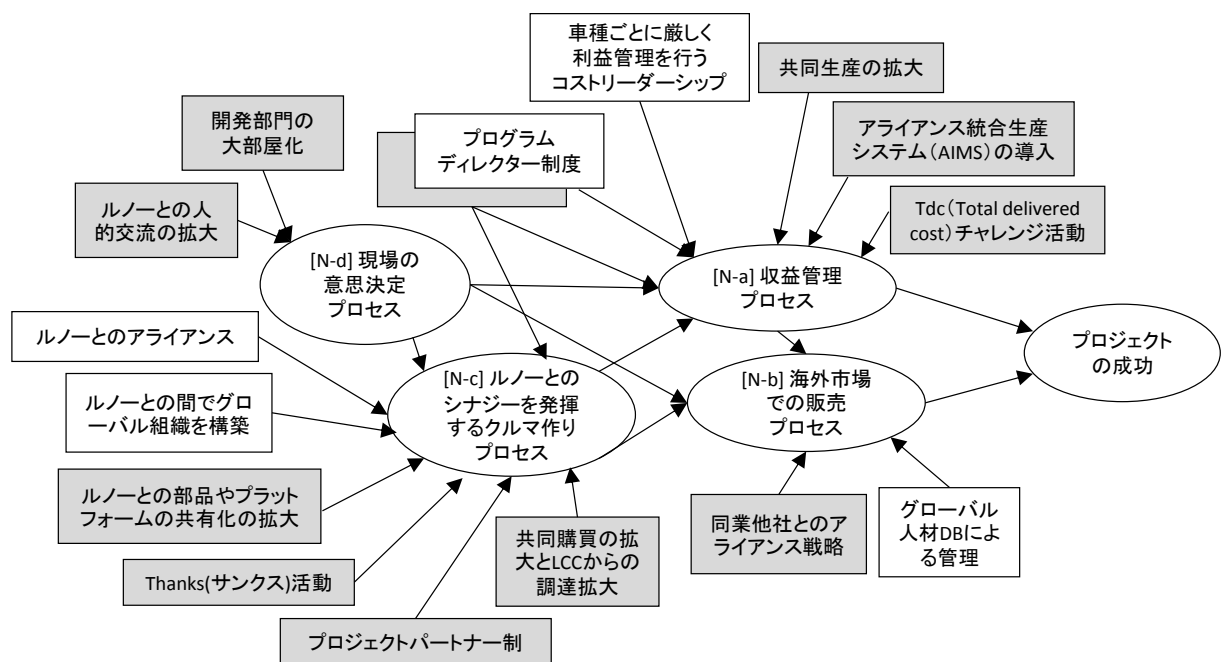 車種ごとに厳しく
利益管理を行う
コストリーダーシップ
共同生産の拡大
開発部門の
大部屋化
プログラム
ディレクター制度
アライアンス統合生産
システム(AIMS)の導入
ルノーとの人
的交流の拡大
Tdc(Total delivered
cost)チャレンジ活動
[N-d] 現場の
意思決定
プロセス
[N-a] 収益管理
プロセス
ルノーとのアライアンス
プロジェクト
の成功
[N-c] ルノーとの
シナジーを発揮
するクルマ作り
プロセス
[N-b] 海外市場
での販売
プロセス
ルノーとの間でグロ
ーバル組織を構築
ルノーとの部品やプラット
フォームの共有化の拡大
共同購買の拡
大とLCCからの
調達拡大
同業他社とのア
ライアンス戦略
グローバル
人材DBによ
る管理
Thanks(サンクス)活動
プロジェクトパートナー制